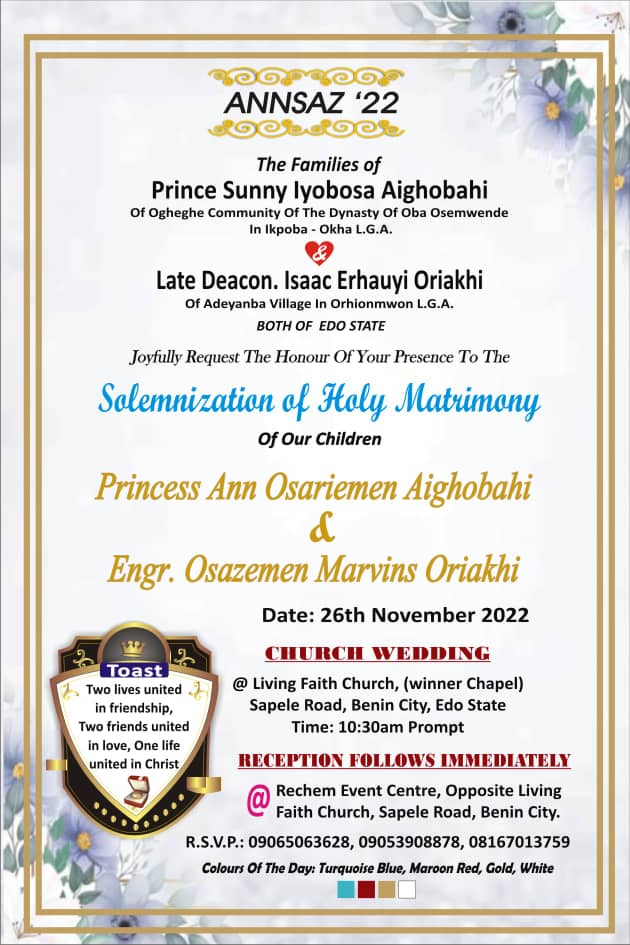 ANNSAZ ‘22
The Families of
Prince Sunny Iyobosa Aighobahi
Of Ogheghe Community Of The Dynasty Of Oba Osemwende
In Ikpoba - Okha L.G.A.
&
Late Deacon. Isaac Erhauyi Oriakhi
Of Adeyanba Village In Orhionmwon L.G.A.
BOTH OF EDO STATE
Joyfully Request The Honour Of Your Presence To The
Solemnization of Holy Matrimony
Of Our Children
Princess Ann Osariemen Aighobahi
&
Engr. Osazemen Marvins Oriakhi
Date: 26th November 2022
CHURCH WEDDING
@ Living Faith Church, (winner Chapel)
Sapele Road, Benin City, Edo State
Time: 10:30am Prompt
Toast
Two lives united
in friendship,
Two friends united
in love, One life
united in Christ
RECEPTION FOLLOWS IMMEDIATELY
@ Rechem Event Centre, Opposite Living
Faith Church, Sapele Road, Benin City.
R.S.V.P.: 09065063628, 09053908878, 08167013759
Colours Of The Day: Turquoise Blue, Maroon Red, Gold, White